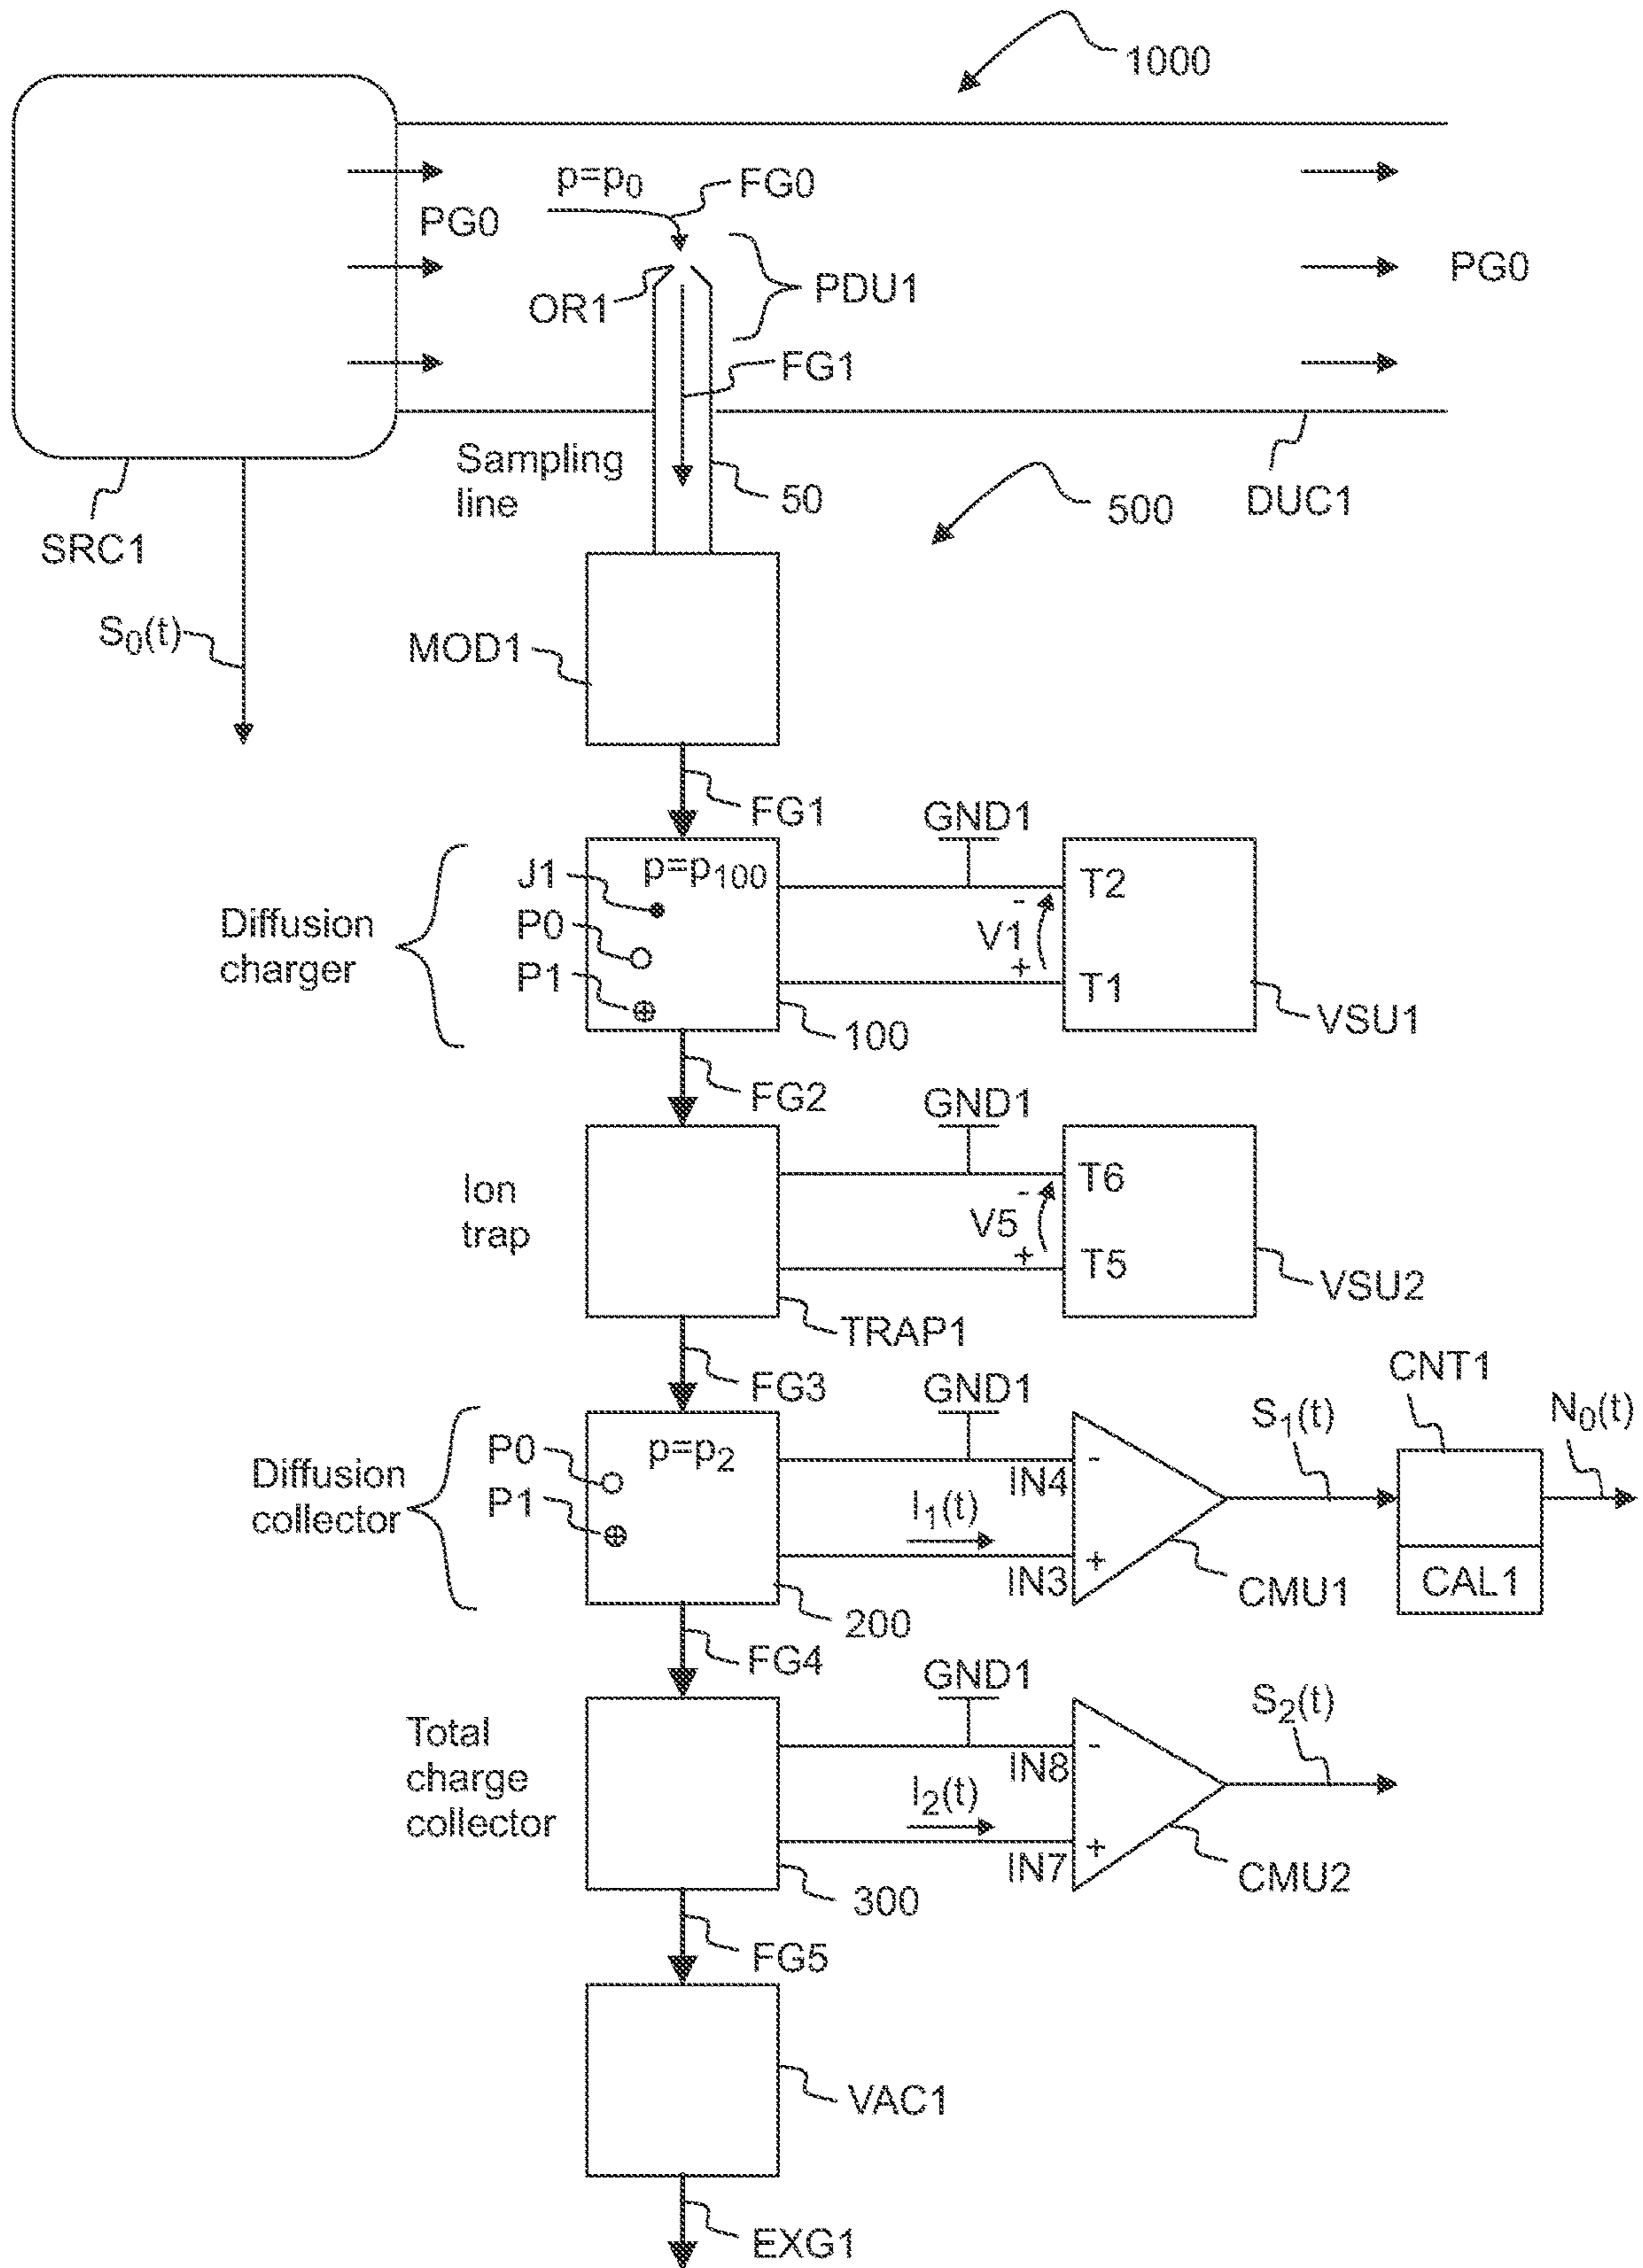 1000
p=p0
FG0
PG0
PDU1
PG0
OR1
FG1
Sampling
line
50
500
DUC1
SRC1
S0(t)
MOD1
FG1
GND1
J1
p=p100
T2
Diffusion
charger
P0
-
V1
P1
+
T1
100
VSU1
FG2
GND1
Ion
trap
T6
-
V5
+
T5
VSU2
TRAP1
FG3
GND1
CNT1
S1(t)
N0(t)
P0
p=p2
Diffusion
collector
P1
IN4
-
I1(t)
IN3
+
CMU1
CAL1
200
FG4
GND1
S2(t)
Total
charge
collector
IN8
-
I2(t)
IN7
+
CMU2
300
FG5
VAC1
EXG1